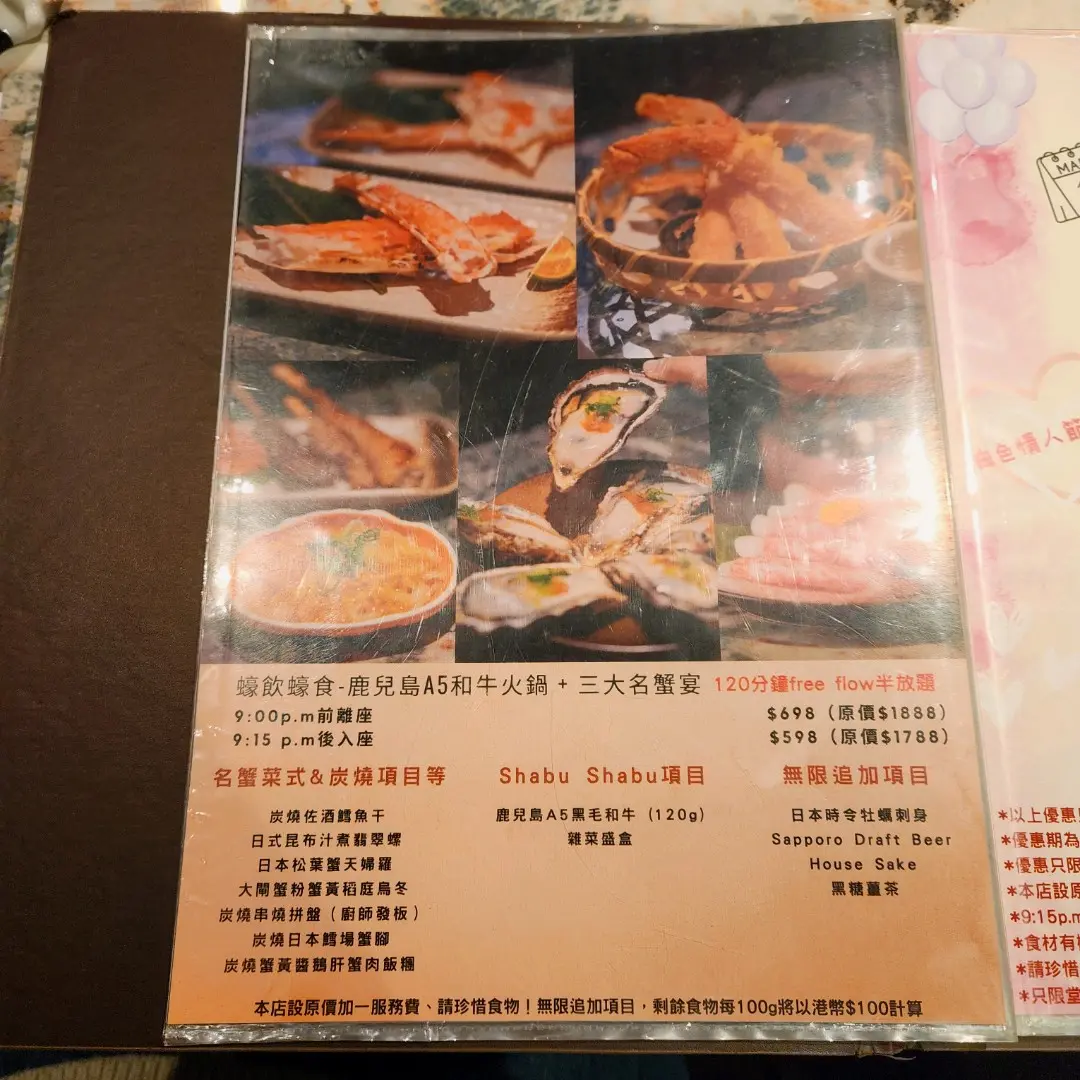 蠔飲蠔食-鹿兒島A5和牛火鍋 + 三大名蟹宴 120分鐘free flow半放題
9:00p.m前離座 $698（原價$1888）
9:15 p.m後入座 $598（原價$1788）
名蟹菜式&炭燒項目等
炭燒佐酒鱈魚干
日式昆布汁煮翡翠螺
日本松葉蟹天婦羅
大閘蟹粉蟹黃稻庭烏冬
炭燒串燒拼盤（廚師發板）
炭燒日本鱈場蟹腳
炭燒蟹黃醬鵝肝蟹肉飯糰
Shabu Shabu項目
鹿兒島A5黑毛和牛（120g）
雜菜盛盒
無限追加項目
日本時令牡蠣刺身
Sapporo Draft Beer
House Sake
黑糖薑茶
本店設原價加一服務費、請珍惜食物！無限追加項目，剩餘食物每100g將以港幣$100計算
MA
色情人節
*以上優惠
*優惠期為
*優惠只限
*本店設原
*9:15p.m
*食材有
*請珍惜
*只限堂